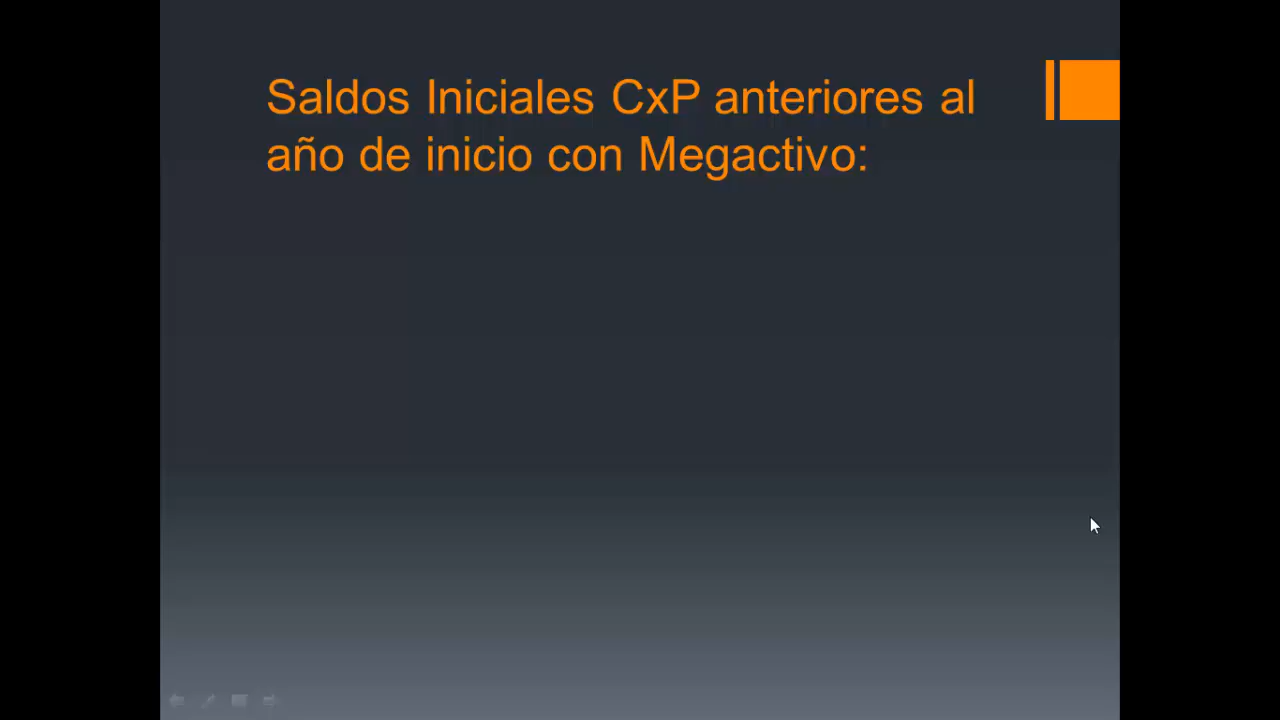 Saldos Iniciales CxP anteriores al
año de inicio con Megactivo: